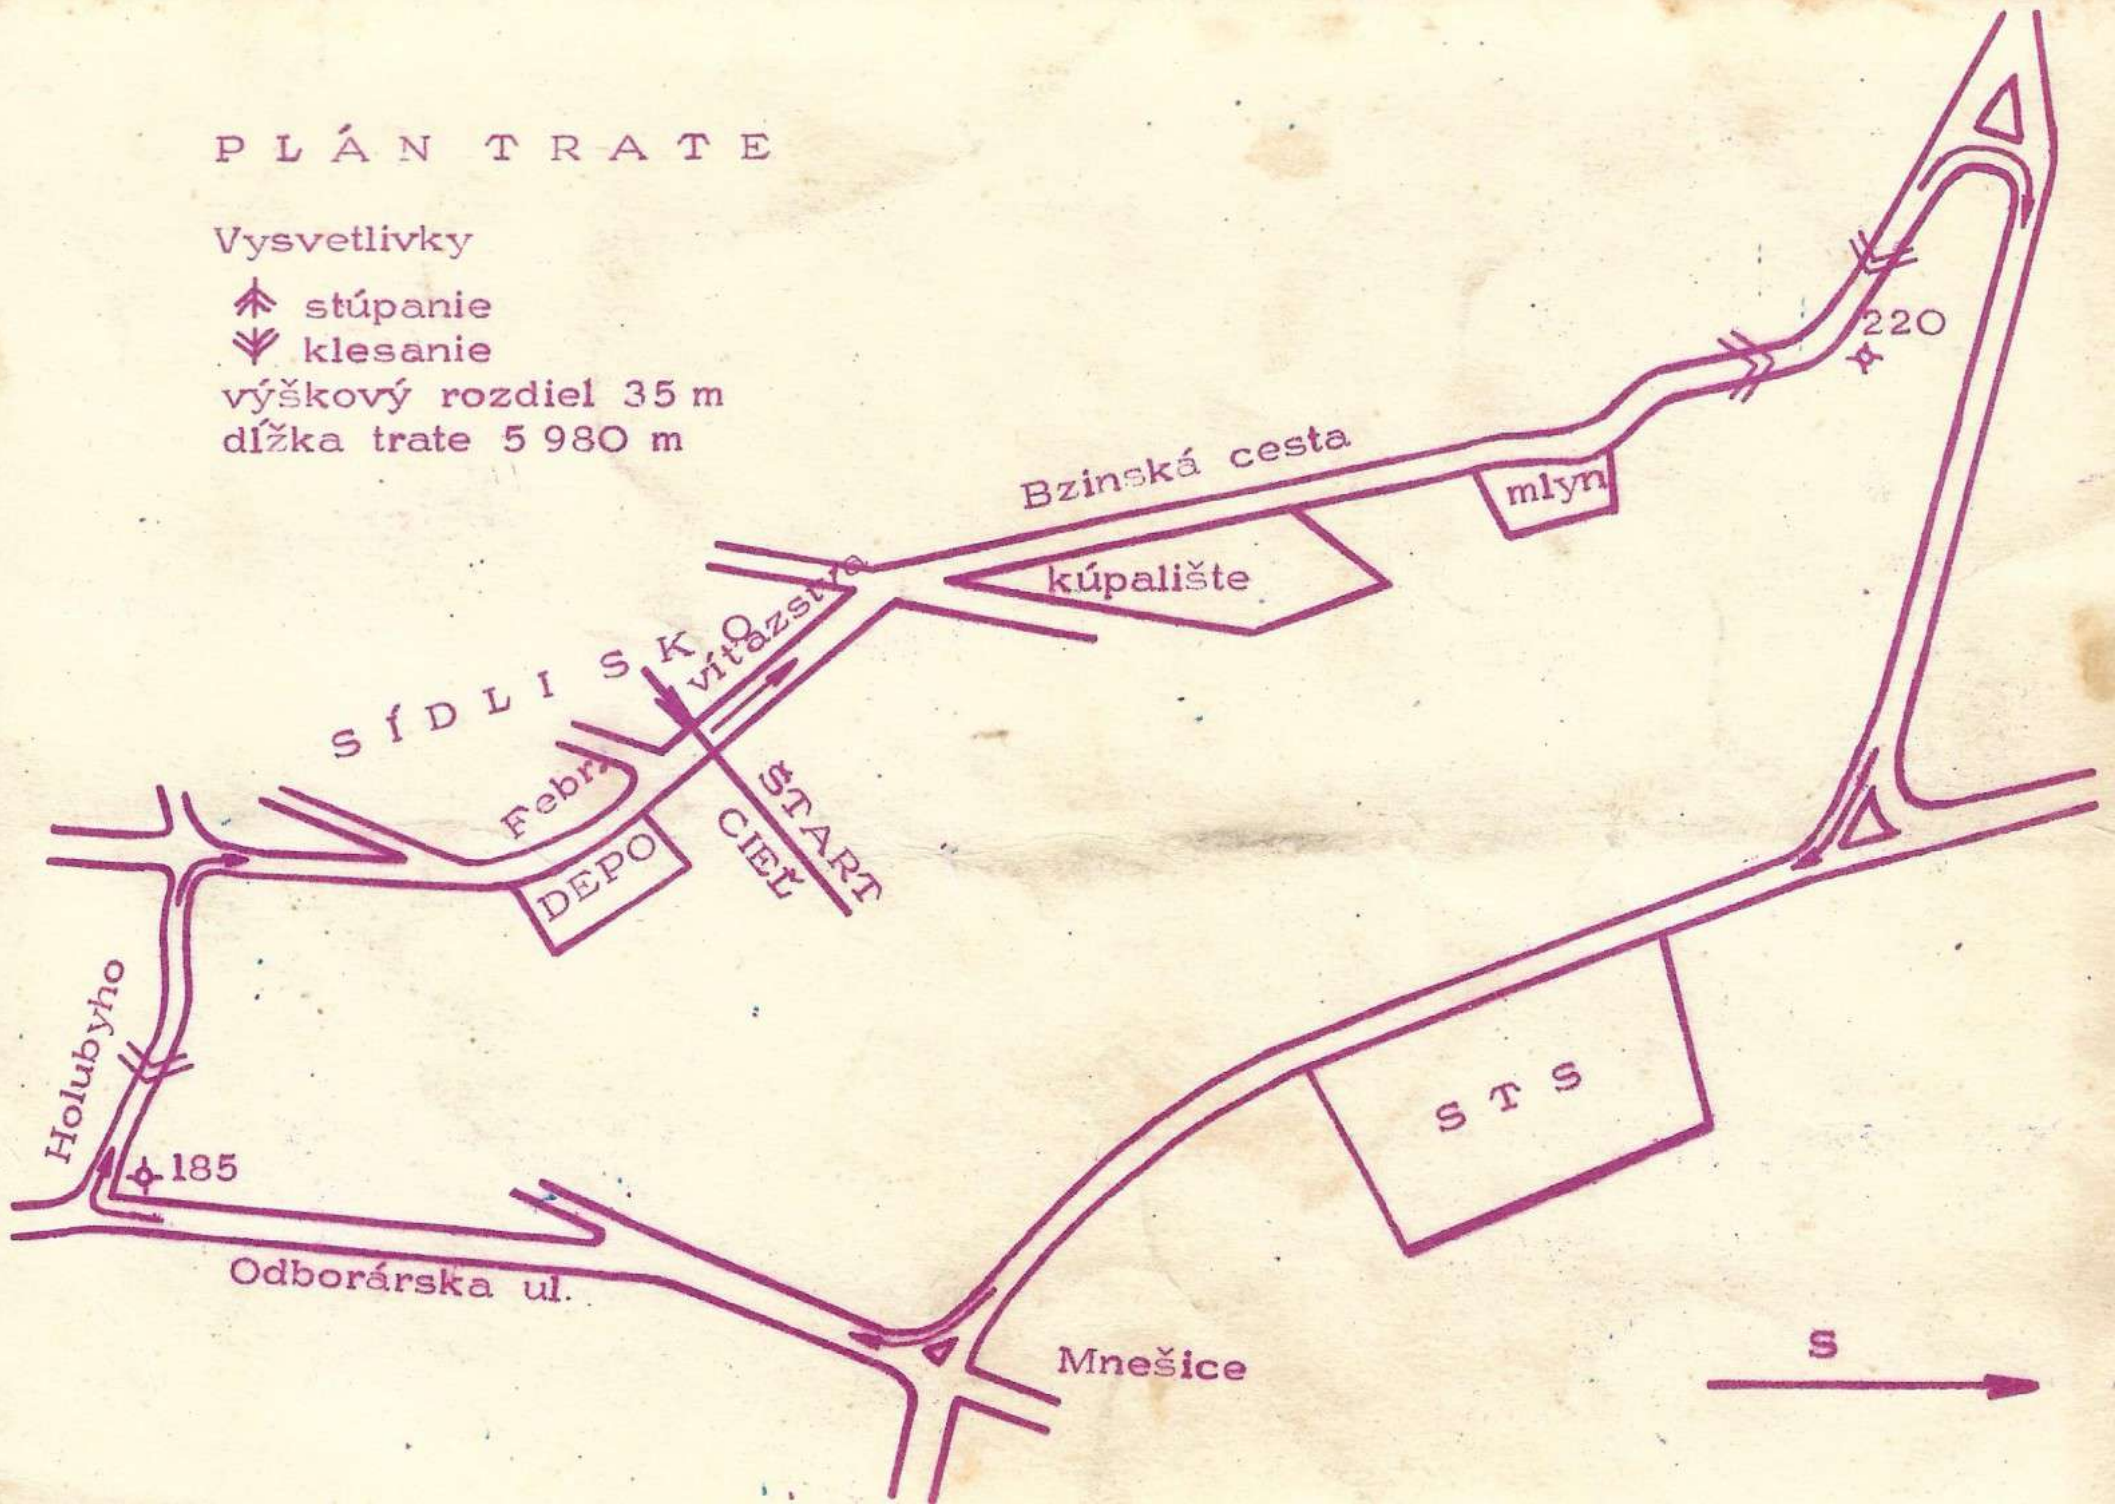 PLÁN TRATE
Vysvetlivky
stúpanie
klesanie
výškový rozdiel 35 m
dĺžka trate 5 980 m
220
Bzinská cesta
mlyn
kúpalište
SÍDLISKO
Febr. víťazstva
ŠTART
CIEĽ
DEPO
Holubyho
185
Odborárska ul.
STS
Mnešice
S